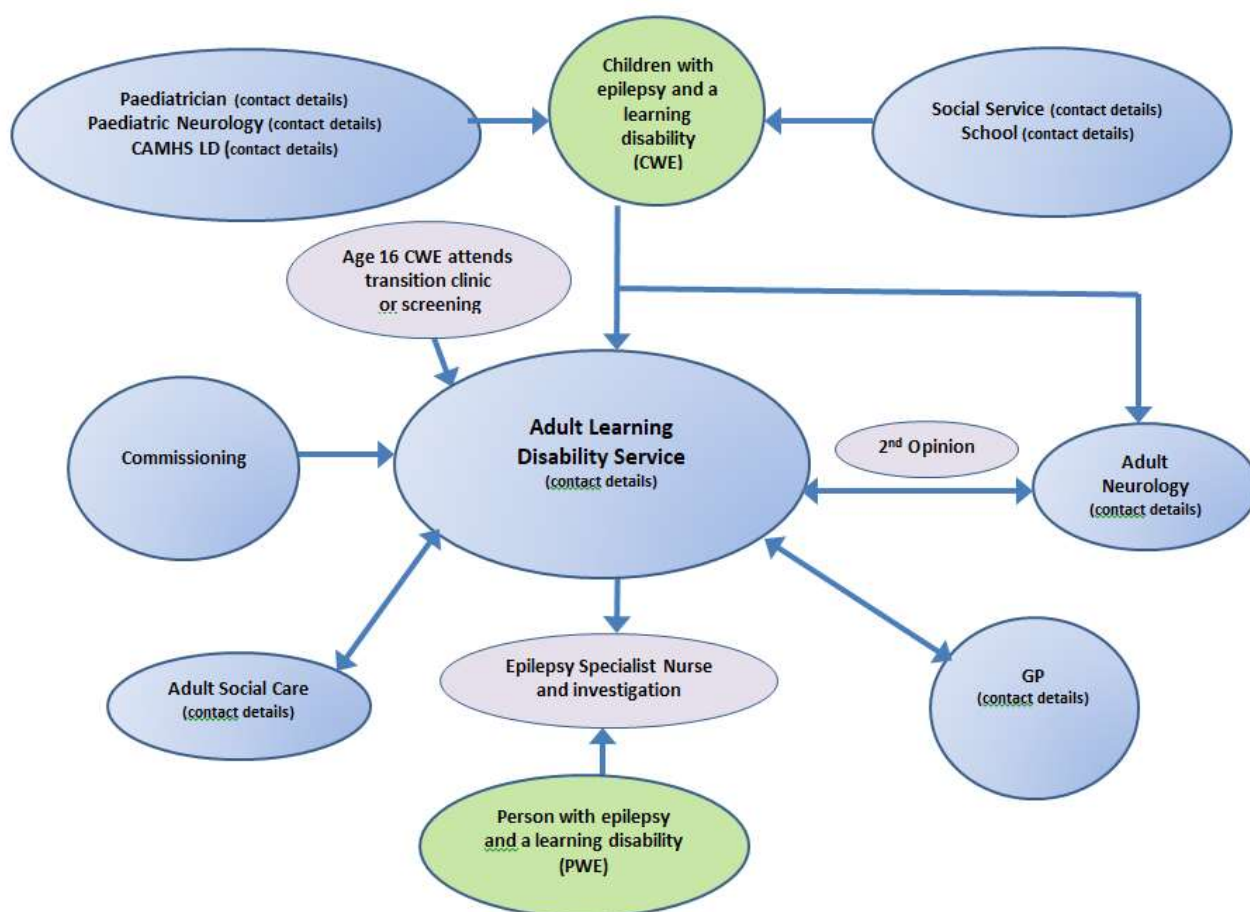 Children with
epilepsy and a
learning
disability
(CWE)
Paediatrician (contact details)
Paediatric Neurology (contact details)
CAMHS LD (contact details)
Social Service (contact details)
School (contact details)
Age 16 CWE attends
transition clinic
or screening
Commissioning
Adult Learning
Disability Service
(contact details)
2nd Opinion
Adult
Neurology
(contact details)
Adult Social Care
(contact details)
Epilepsy Specialist Nurse
and investigation
GP
(contact details)
Person with epilepsy
and a learning disability
(PWE)